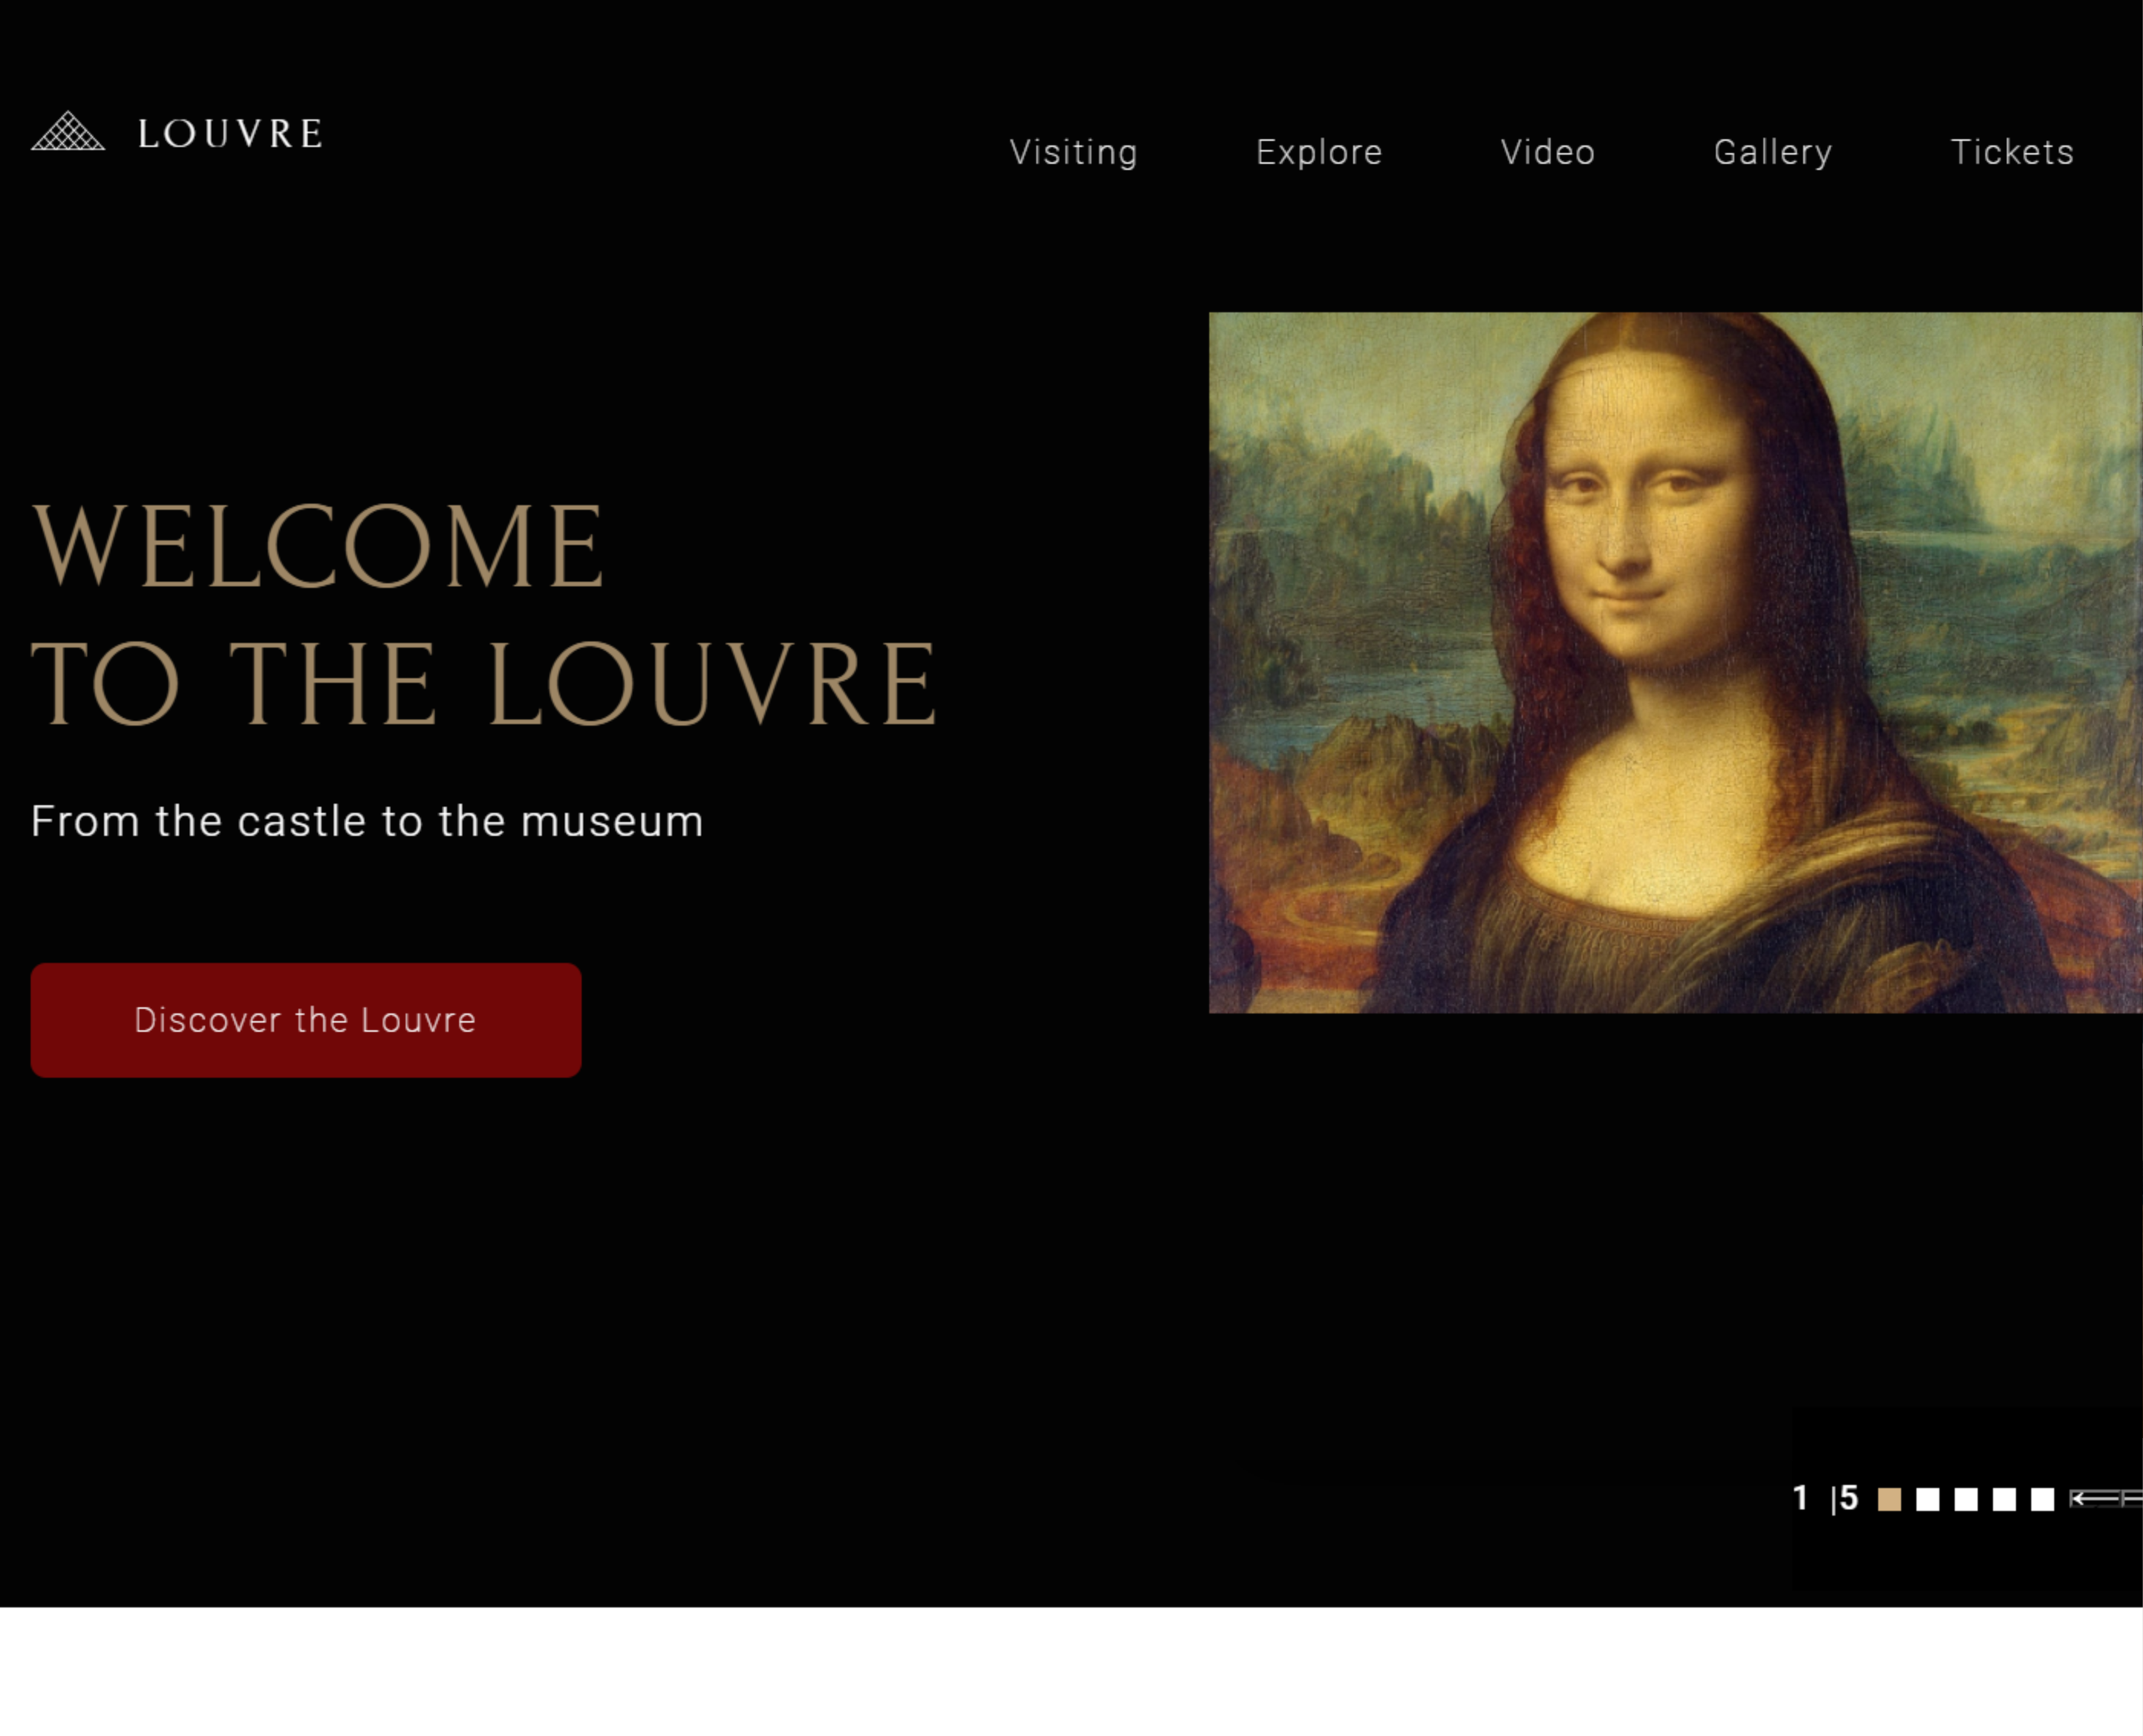 LOUVRE
Visiting Explore Video Gallery Tickets
WELCOME
TO THE LOUVRE
From the castle to the museum
Discover the Louvre
1 |5